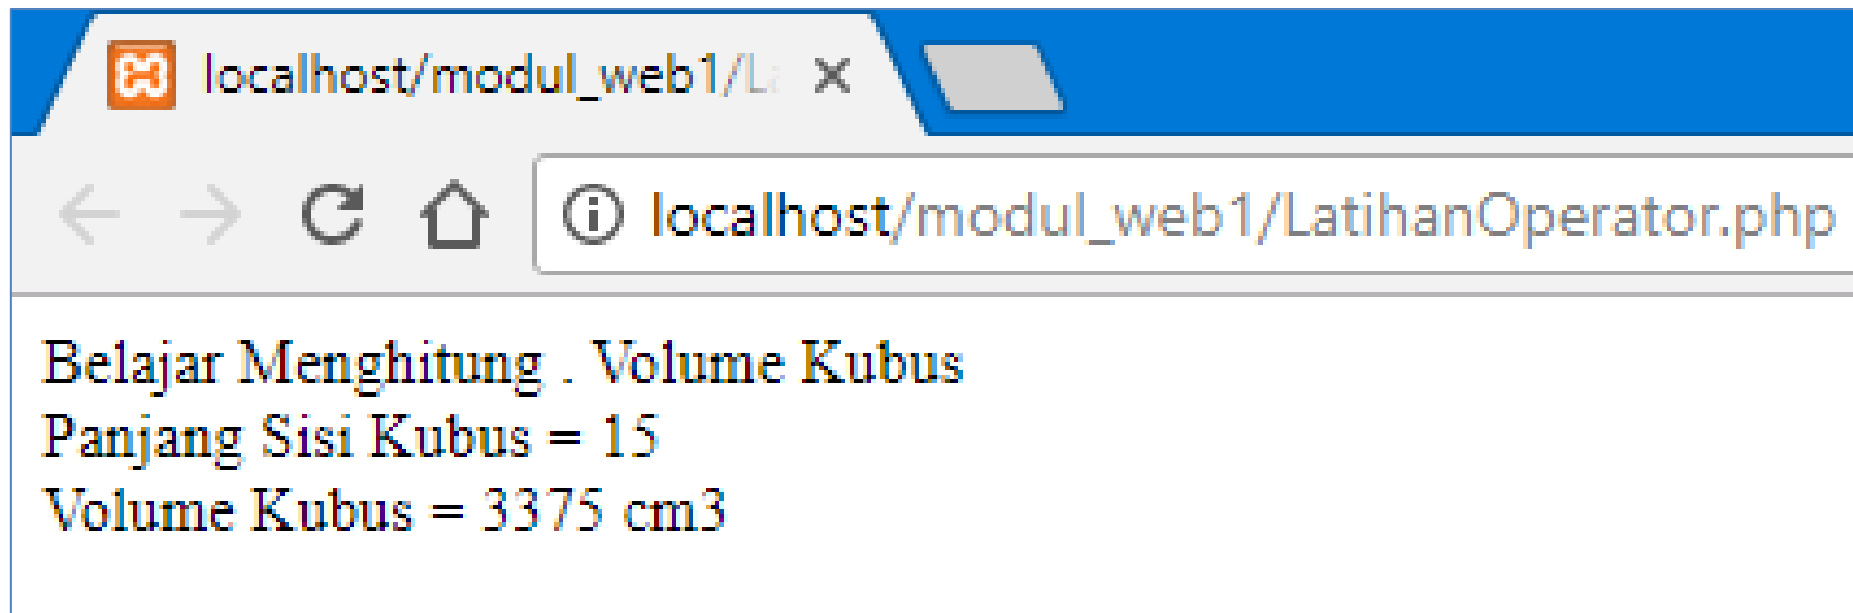 localhost/modul_web1/L
localhost/modul_web1/LatihanOperator.php
Belajar Menghitung . Volume Kubus
Panjang Sisi Kubus = 15
Volume Kubus = 3375 cm3